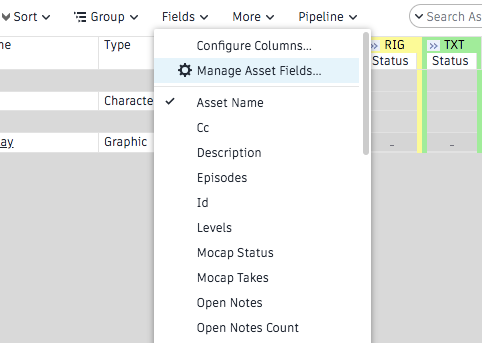 Sort Group Fields More Pipeline Search As
me Type RIG TXT
Status Status
Configure Columns...
Manage Asset Fields...
Characte
Asset Name
Cc
ay Graphic - -
Description
Episodes
Id
Levels
Mocap Status
Mocap Takes
Open Notes
Open Notes Count